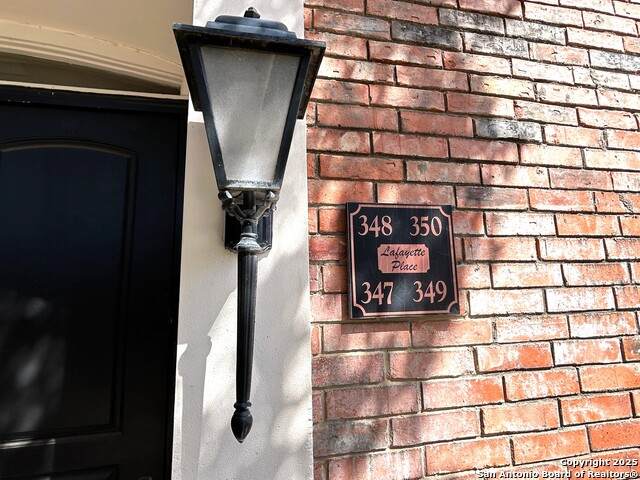 348 350
Lafayette
Place
347 349
Copyright 2025
San Antonio Board of Realtors®